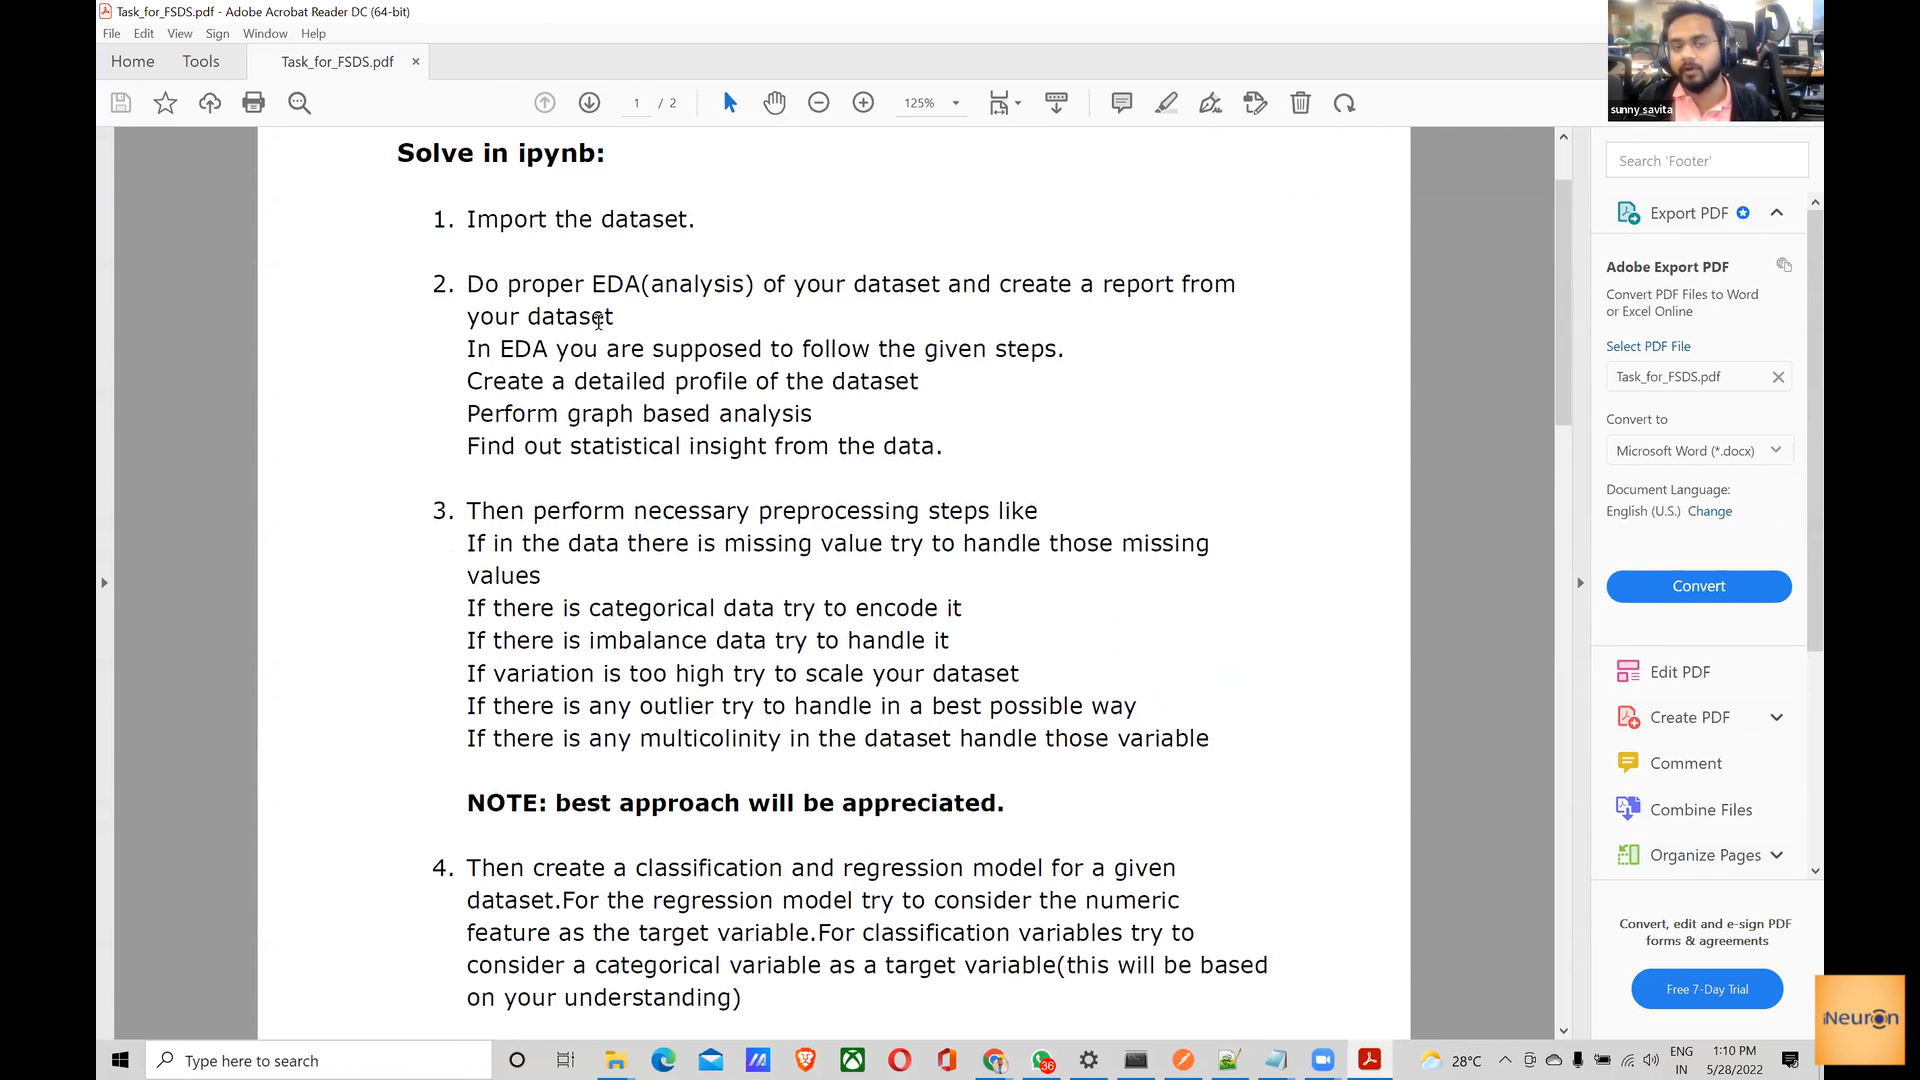 Task_for_FSDS.pdf - Adobe Acrobat Reader DC (64-bit)
File Edit View Sign Window Help
Home Tools Task_for_FSDS.pdf ×
1 / 2 125%
sunny_savita
Solve in ipynb:
1. Import the dataset.
2. Do proper EDA(analysis) of your dataset and create a report from
your dataset
In EDA you are supposed to follow the given steps.
Create a detailed profile of the dataset
Perform graph based analysis
Find out statistical insight from the data.
3. Then perform necessary preprocessing steps like
If in the data there is missing value try to handle those missing
values
If there is categorical data try to encode it
If there is imbalance data try to handle it
If variation is too high try to scale your dataset
If there is any outlier try to handle in a best possible way
If there is any multicolinity in the dataset handle those variable
NOTE: best approach will be appreciated.
4. Then create a classification and regression model for a given
dataset.For the regression model try to consider the numeric
feature as the target variable.For classification variables try to
consider a categorical variable as a target variable(this will be based
on your understanding)
Search 'Footer'
Export PDF
Adobe Export PDF
Convert PDF Files to Word
or Excel Online
Select PDF File
Task_for_FSDS.pdf
Convert to
Microsoft Word (*.docx)
Document Language:
English (U.S.) Change
Convert
Edit PDF
Create PDF
Comment
Combine Files
Organize Pages
Convert, edit and e-sign PDF
forms & agreements
Free 7-Day Trial
iNeuron
Type here to search
36
28°C
ENG
IN
1:10 PM
5/28/2022